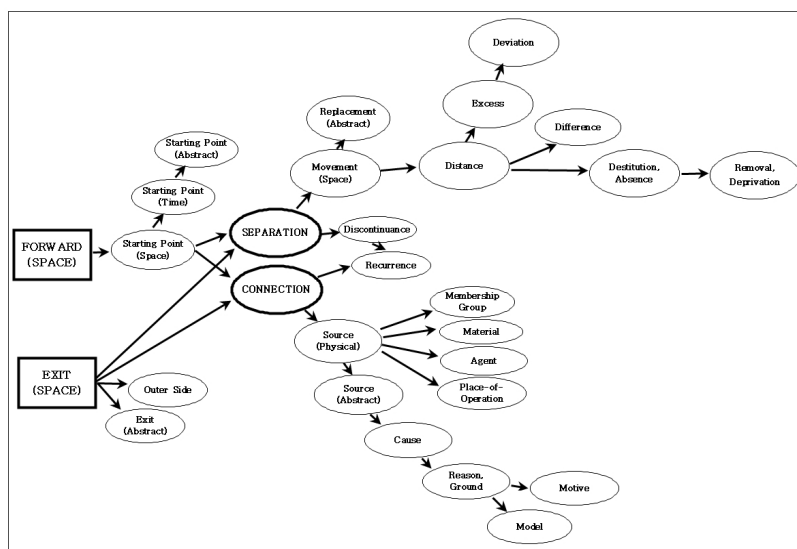 Deviation
Excess
Replacement
(Abstract)
Difference
Starting Point
(Abstract)
Movement
(Space)
Distance
Destitution,
Absence
Removal,
Deprivation
Starting Point
(Time)
FORWARD
(SPACE)
Starting Point
(Space)
SEPARATION
Discontinuance
Recurrence
CONNECTION
Membership
Group
Material
Source
(Physical)
Agent
Place-of-
Operation
EXIT
(SPACE)
Outer Side
Exit
(Abstract)
Source
(Abstract)
Cause
Reason,
Ground
Motive
Model